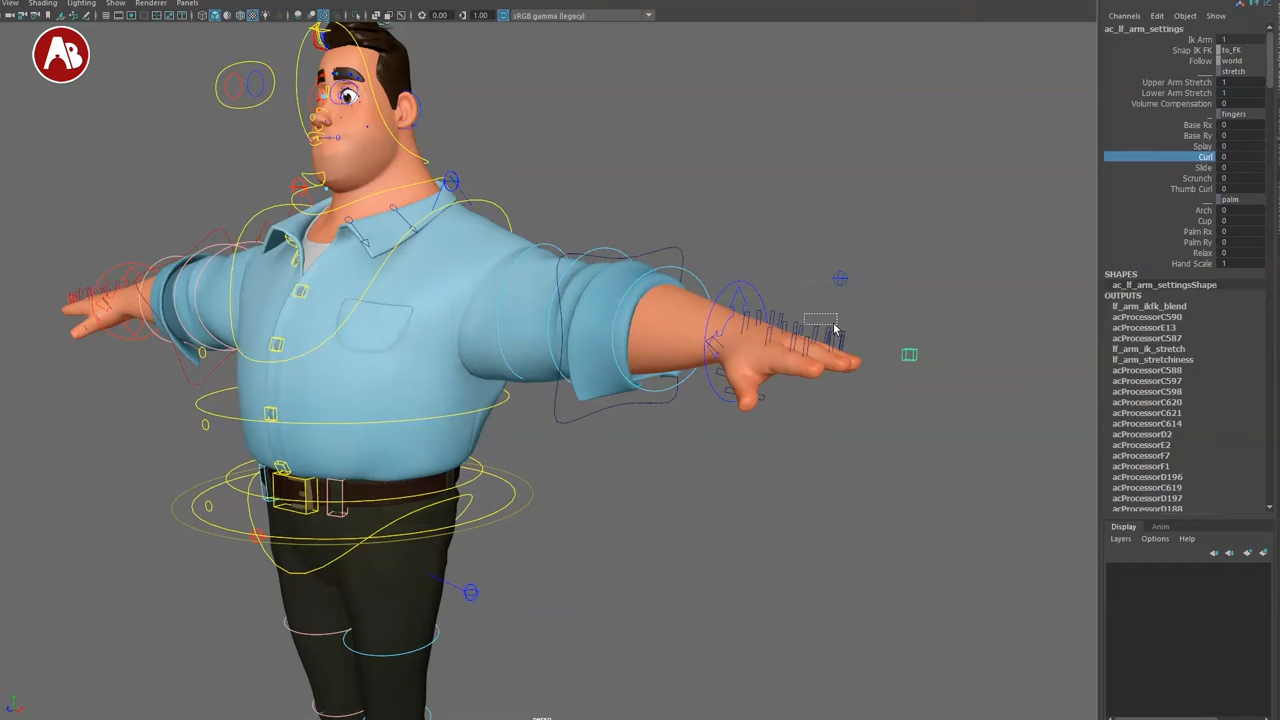 View Shading Lighting Show Renderer Panels
0.00 1.00 sRGB gamma (legacy)
AB
Channels Edit Object Show
ac_lf_arm_settings
Ik Arm 1
Snap IK FK to_FK
Follow world
___ stretch
Upper Arm Stretch 1
Lower Arm Stretch 1
Volume Compensation 0
_ fingers
Base Rx 0
Base Ry 0
Splay 0
Curl 0
Slide 0
Scrunch 0
Thumb Curl 0
__ palm
Arch 0
Cup 0
Palm Rx 0
Palm Ry 0
Relax 0
Hand Scale 1
SHAPES
ac_lf_arm_settingsShape
OUTPUTS
lf_arm_ikfk_blend
acProcessorC590
acProcessorE13
acProcessorC587
lf_arm_ik_stretch
lf_arm_stretchiness
acProcessorC588
acProcessorC597
acProcessorC598
acProcessorC620
acProcessorC621
acProcessorC614
acProcessorD2
acProcessorE2
acProcessorF7
acProcessorF1
acProcessorD196
acProcessorC619
acProcessorD197
acProcessorD188
Display Anim
Layers Options Help
persp